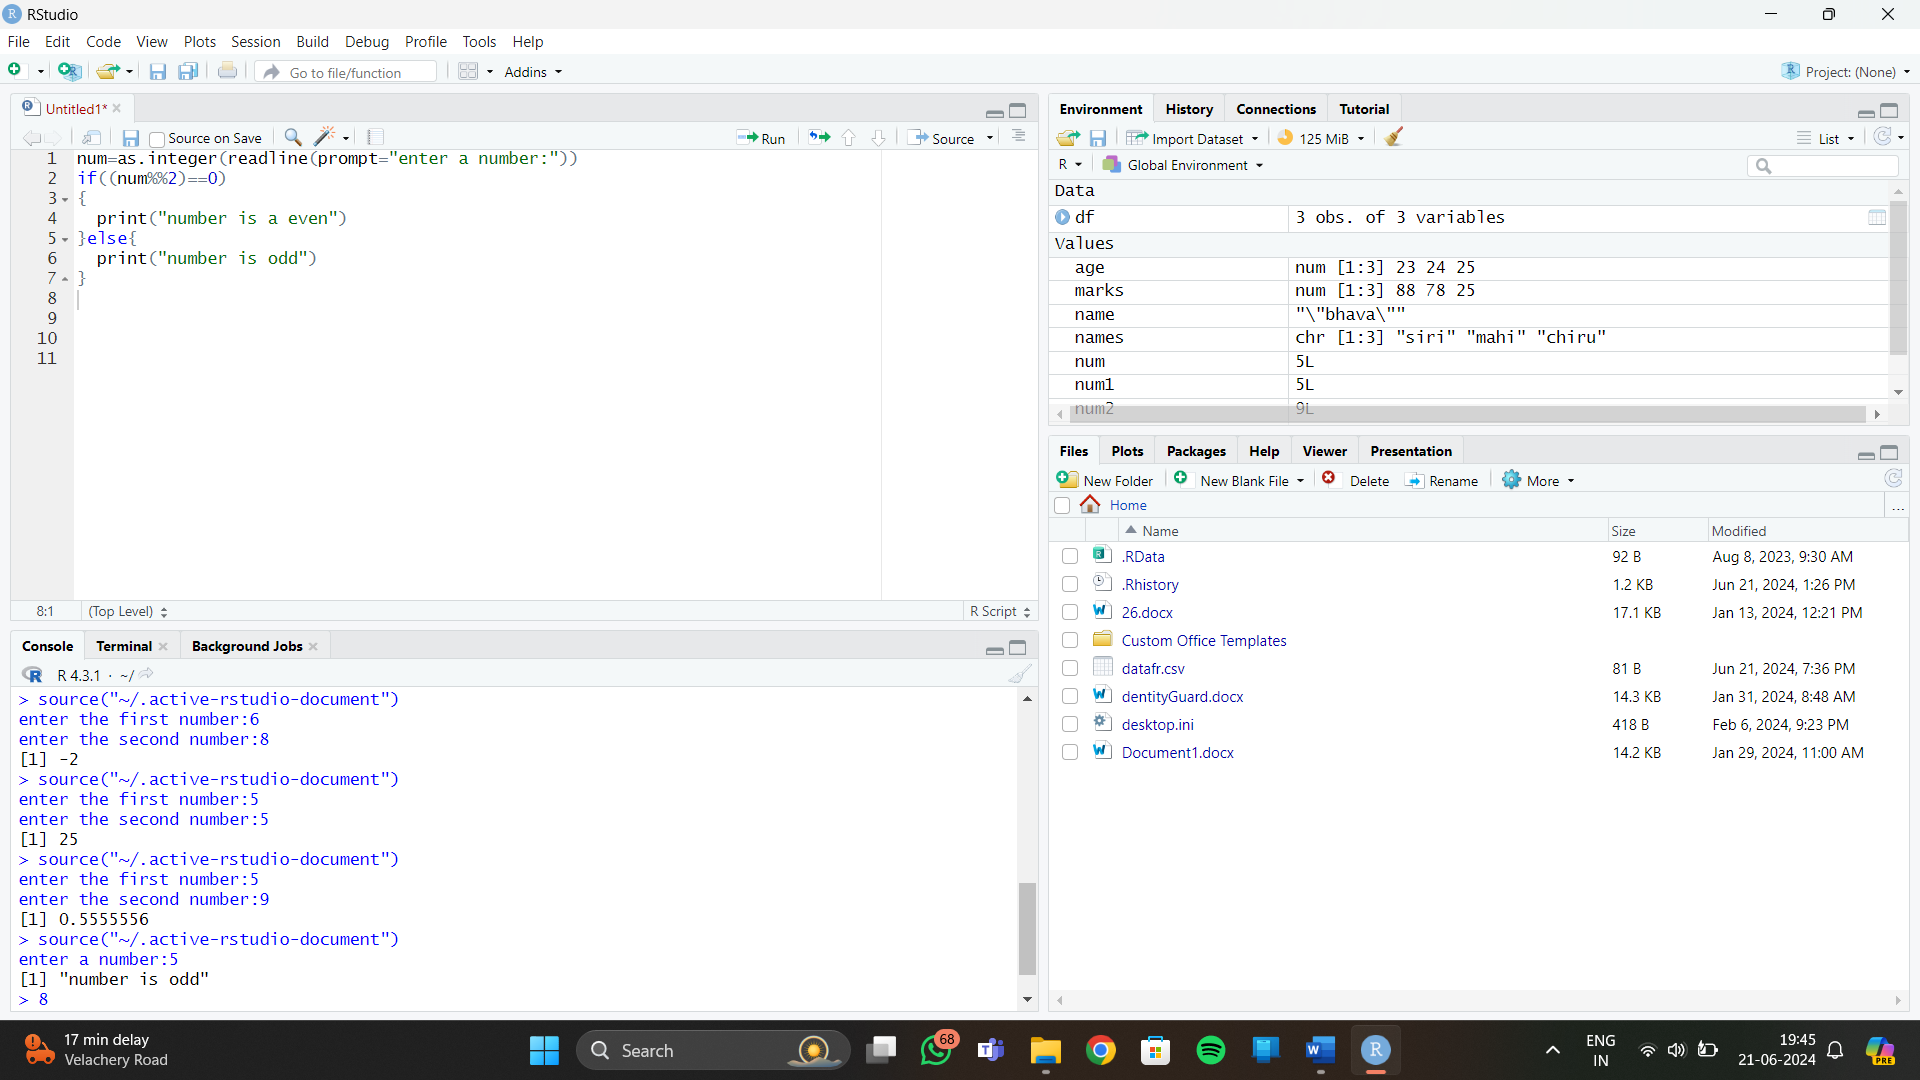 RStudio
File Edit Code View Plots Session Build Debug Profile Tools Help
Go to file/function Addins Project: (None)
Untitled1*
Source on Save Run Source
1 num=as.integer(readline(prompt="enter a number:"))
2 if((num%%2)==0)
3 {
4 print("number is a even")
5 }else{
6 print("number is odd")
7 }
8
9
10
11
8:1 (Top Level) R Script
Console Terminal Background Jobs
R 4.3.1 · ~/
> source("~/.active-rstudio-document")
enter the first number:6
enter the second number:8
[1] -2
> source("~/.active-rstudio-document")
enter the first number:5
enter the second number:5
[1] 25
> source("~/.active-rstudio-document")
enter the first number:5
enter the second number:9
[1] 0.5555556
> source("~/.active-rstudio-document")
enter a number:5
[1] "number is odd"
> 8
Environment History Connections Tutorial
Import Dataset 125 MiB List
R Global Environment
Data
df 3 obs. of 3 variables
Values
age num [1:3] 23 24 25
marks num [1:3] 88 78 25
name "\"bhava\""
names chr [1:3] "siri" "mahi" "chiru"
num 5L
num1 5L
num2 9L
Files Plots Packages Help Viewer Presentation
New Folder New Blank File Delete Rename More
Home ...
Name Size Modified
.RData 92 B Aug 8, 2023, 9:30 AM
.Rhistory 1.2 KB Jun 21, 2024, 1:26 PM
26.docx 17.1 KB Jan 13, 2024, 12:21 PM
Custom Office Templates
datafr.csv 81 B Jun 21, 2024, 7:36 PM
dentityGuard.docx 14.3 KB Jan 31, 2024, 8:48 AM
desktop.ini 418 B Feb 6, 2024, 9:23 PM
Document1.docx 14.2 KB Jan 29, 2024, 11:00 AM
17 min delay
Velachery Road
Search
68
ENG
IN
19:45
21-06-2024
PRE